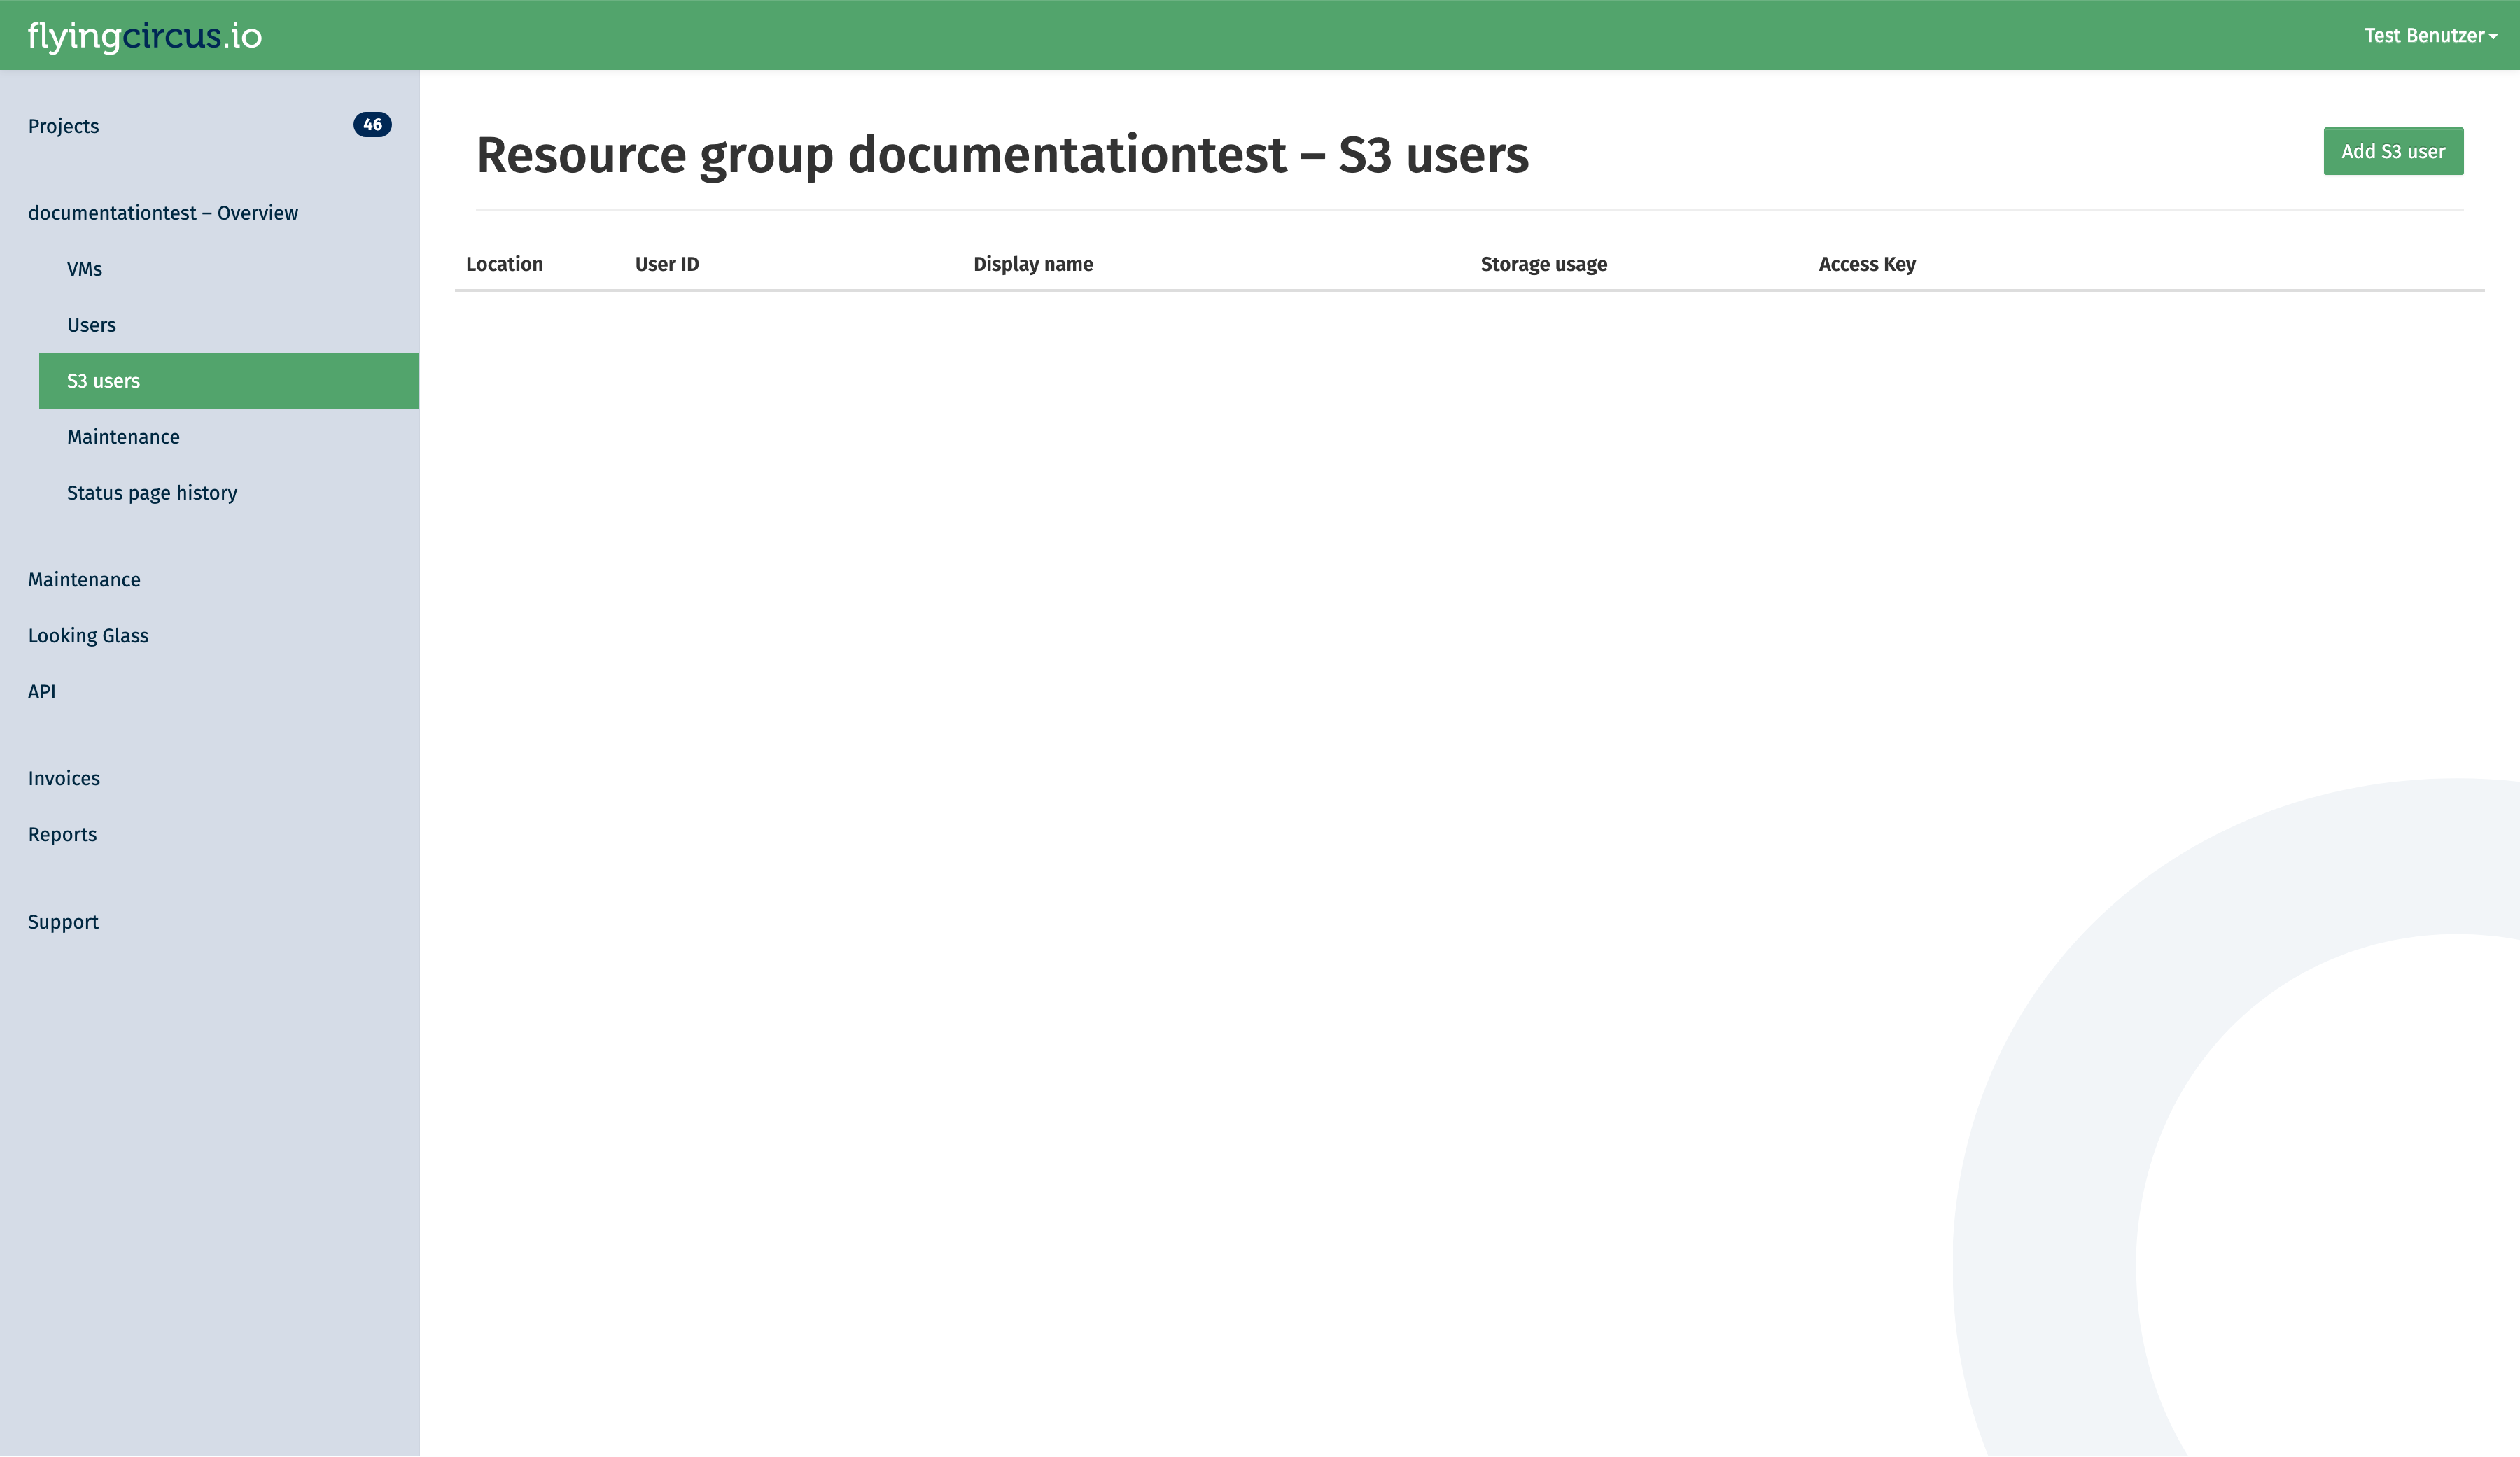 flyingcircus.io
Test Benutzer
Projects 46
documentationtest – Overview
VMs
Users
S3 users
Maintenance
Status page history
Maintenance
Looking Glass
API
Invoices
Reports
Support
Resource group documentationtest – S3 users
Add S3 user
Location User ID Display name Storage usage Access Key